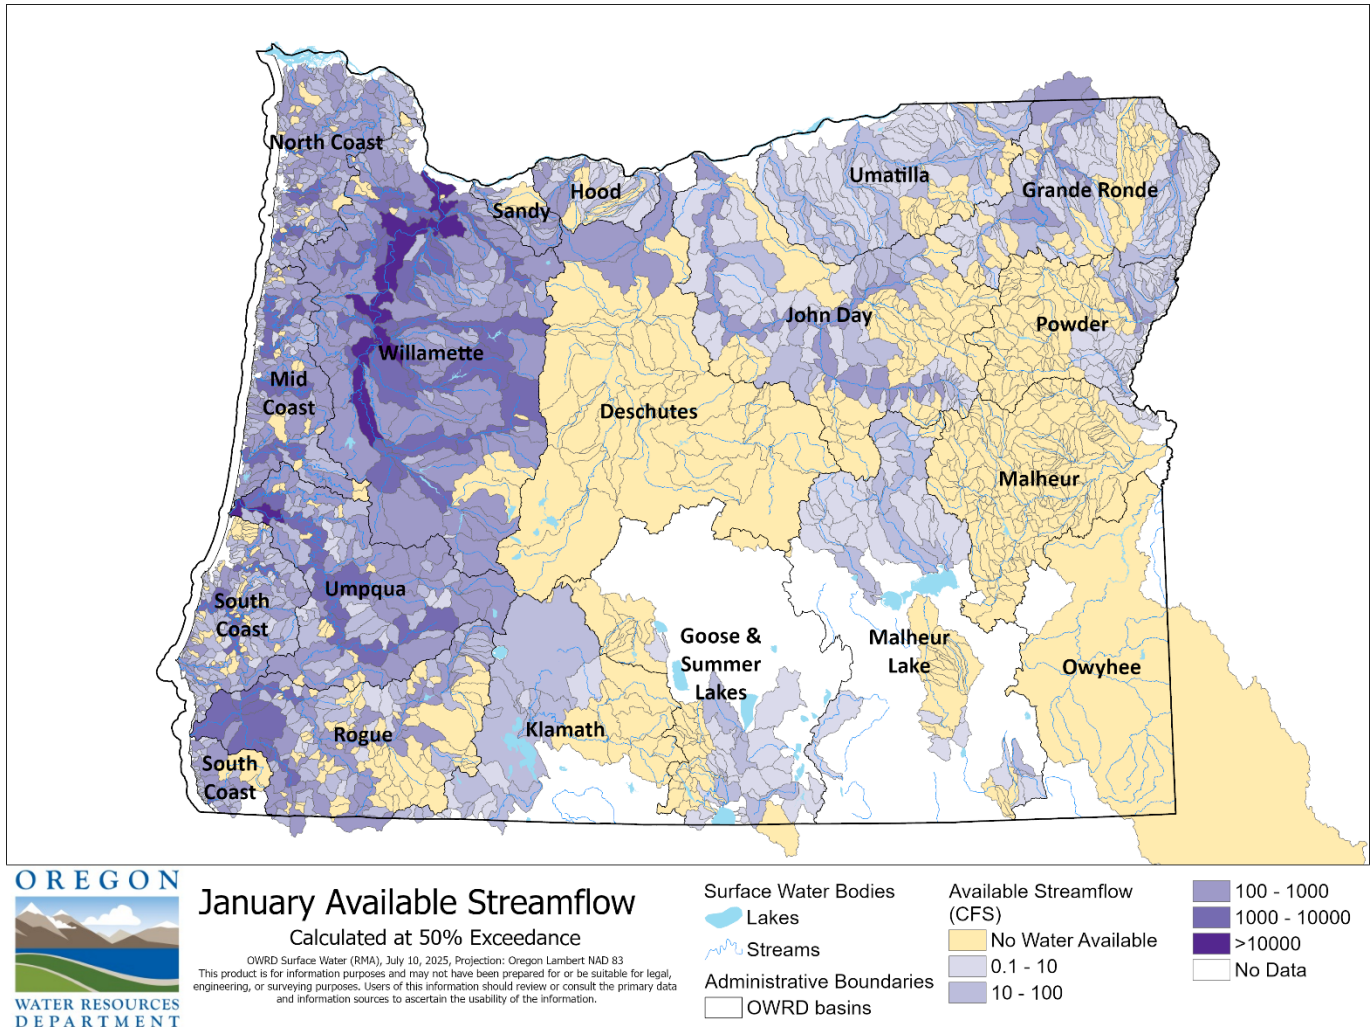 North Coast
Sandy
Hood
Umatilla
Grande Ronde
John Day
Powder
Willamette
Mid
Coast
Deschutes
Malheur
Umpqua
South
Coast
Goose &
Summer
Lakes
Malheur
Lake
Owyhee
Klamath
Rogue
South
Coast
OREGON
WATER RESOURCES
DEPARTMENT
January Available Streamflow
Calculated at 50% Exceedance
OWRD Surface Water (RMA), July 10, 2025, Projection: Oregon Lambert NAD 83
This product is for information purposes and may not have been prepared for or be suitable for legal,
engineering, or surveying purposes. Users of this information should review or consult the primary data
and information sources to ascertain the usability of the information.
Surface Water Bodies
Lakes
Streams
Administrative Boundaries
OWRD basins
Available Streamflow
(CFS)
No Water Available
0.1 - 10
10 - 100
100 - 1000
1000 - 10000
>10000
No Data